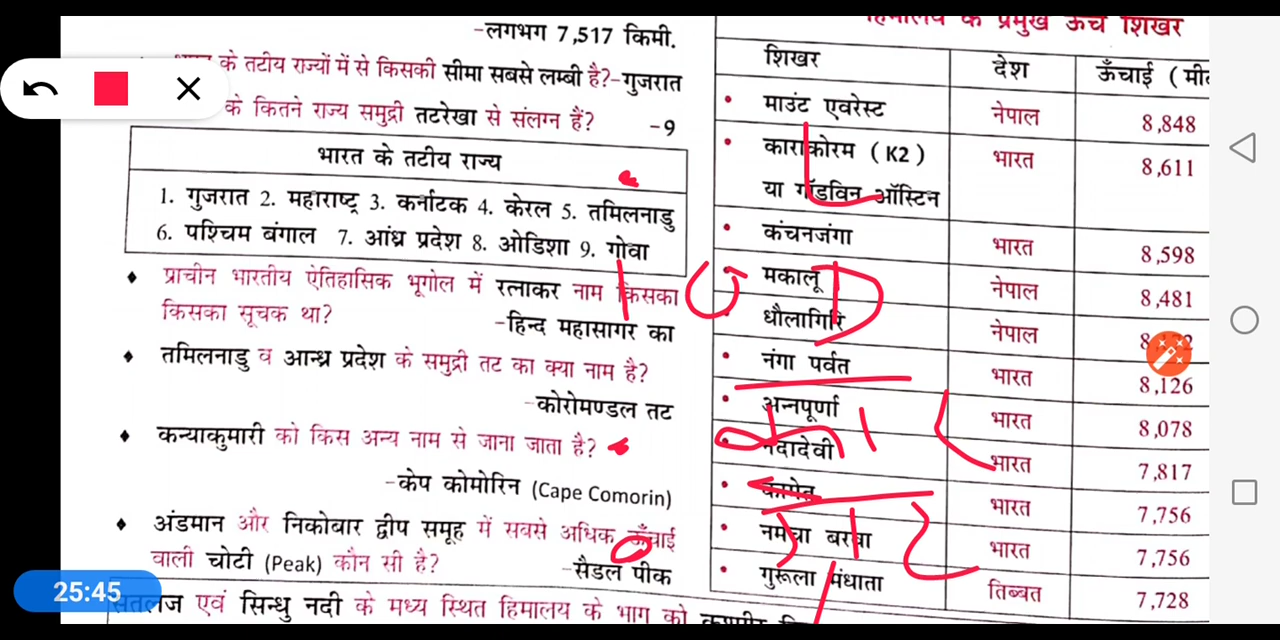 -लगभग 7,517 किमी.
के तटीय राज्यों में से किसकी सीमा सबसे लम्बी है?-गुजरात
के कितने राज्य समुद्री तटरेखा से संलग्न हैं? -9
भारत के तटीय राज्य
1. गुजरात 2. महाराष्ट्र 3. कर्नाटक 4. केरल 5. तमिलनाडु
6. पश्चिम बंगाल 7. आंध्र प्रदेश 8. ओडिशा 9. गोवा
♦ प्राचीन भारतीय ऐतिहासिक भूगोल में रत्नाकर नाम किसका
किसका सूचक था? -हिन्द महासागर का
♦ तमिलनाडु व आन्ध्र प्रदेश के समुद्री तट का क्या नाम है?
-कोरोमण्डल तट
♦ कन्याकुमारी को किस अन्य नाम से जाना जाता है?
-केप कोमोरिन (Cape Comorin)
♦ अंडमान और निकोबार द्वीप समूह में सबसे अधिक ऊँचाई
वाली चोटी (Peak) कौन सी है? -सैडल पीक
सतलज एवं सिन्धु नदी के मध्य स्थित हिमालय के भाग को
25:45
हिमालय के प्रमुख ऊँचे शिखर
शिखर देश ऊँचाई (मी
• माउंट एवरेस्ट नेपाल 8,848
• काराकोरम (K2) भारत 8,611
या गॉडविन ऑस्टिन
• कंचनजंगा भारत 8,598
• मकालू नेपाल 8,481
• धौलागिरि नेपाल
• नंगा पर्वत भारत 8,126
• अन्नपूर्णा भारत 8,078
• नंदादेवी भारत 7,817
• कामेत भारत 7,756
• नमचा बरवा भारत 7,756
• गुरूला मंधाता तिब्बत 7,728